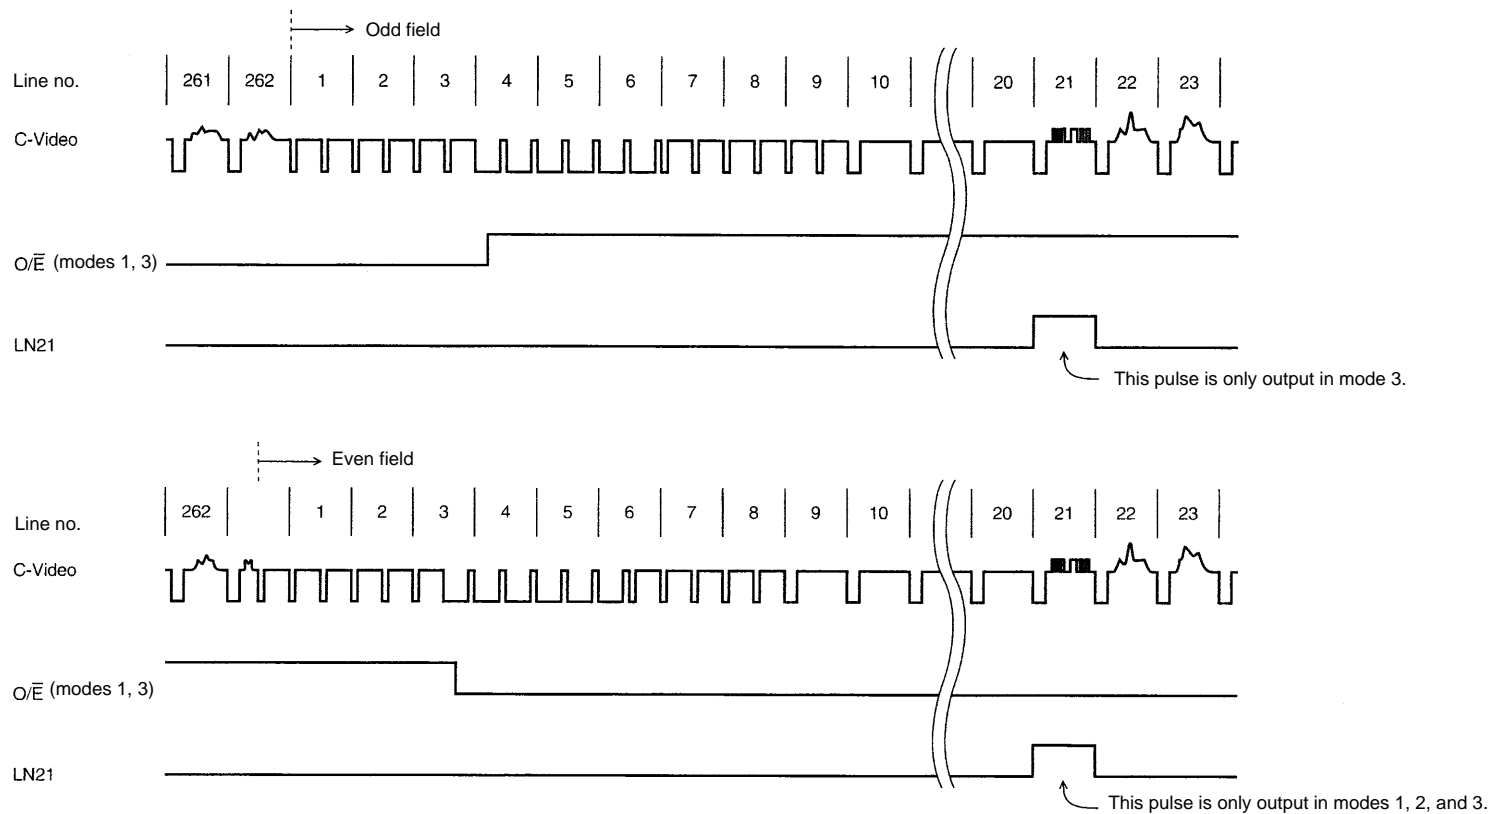 Odd field
Line no. 261 262 1 2 3 4 5 6 7 8 9 10 20 21 22 23
C-Video
O/E̅ (modes 1, 3)
LN21
This pulse is only output in mode 3.
Even field
Line no. 262 1 2 3 4 5 6 7 8 9 10 20 21 22 23
C-Video
O/E̅ (modes 1, 3)
LN21
This pulse is only output in modes 1, 2, and 3.